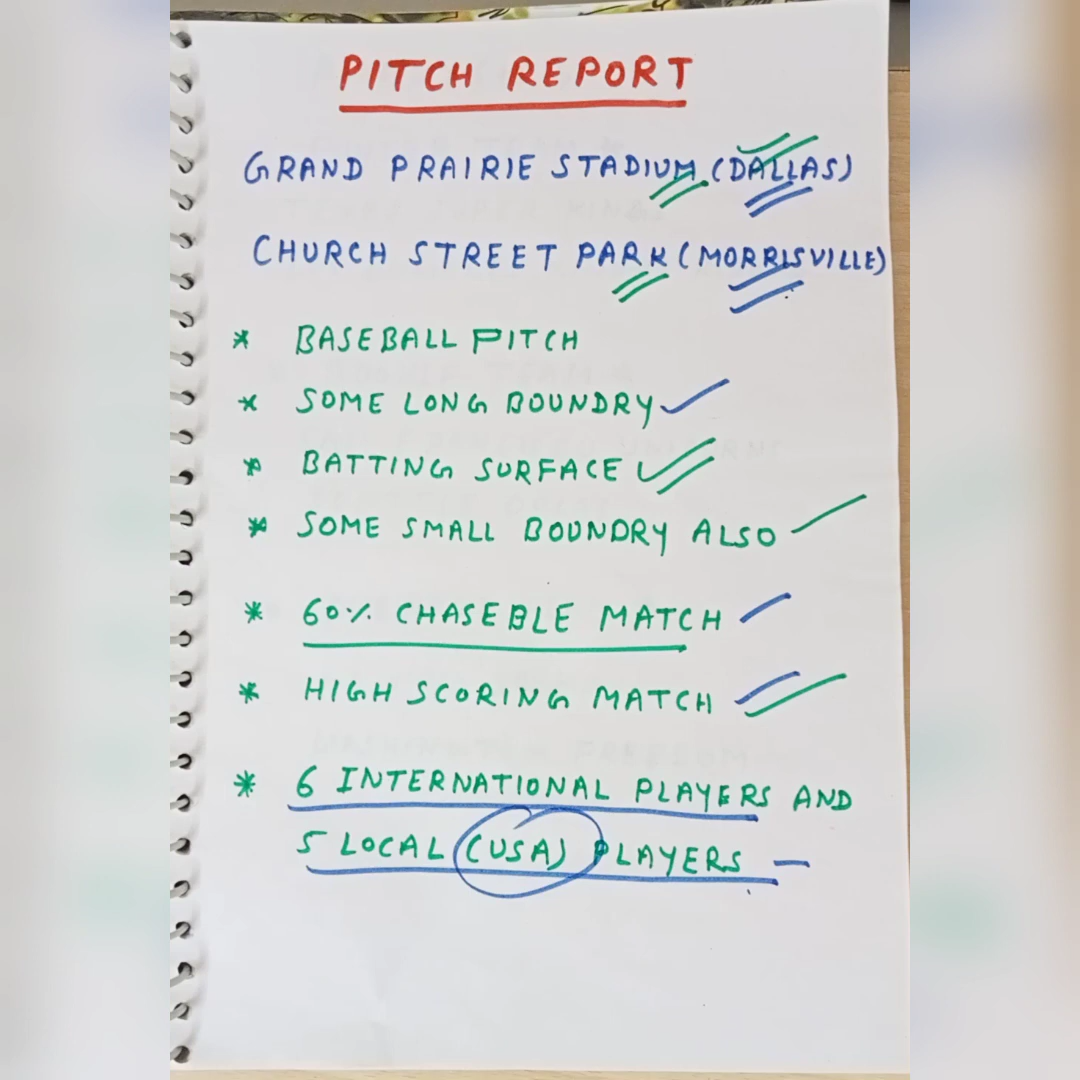 PITCH REPORT
GRAND PRAIRIE STADIUM (DALLAS)
CHURCH STREET PARK (MORRISVILLE)
* BASEBALL PITCH
* SOME LONG BOUNDRY
* BATTING SURFACE
* SOME SMALL BOUNDRY ALSO
* 60% CHASEBLE MATCH
* HIGH SCORING MATCH
* 6 INTERNATIONAL PLAYERS AND
5 LOCAL (USA) PLAYERS